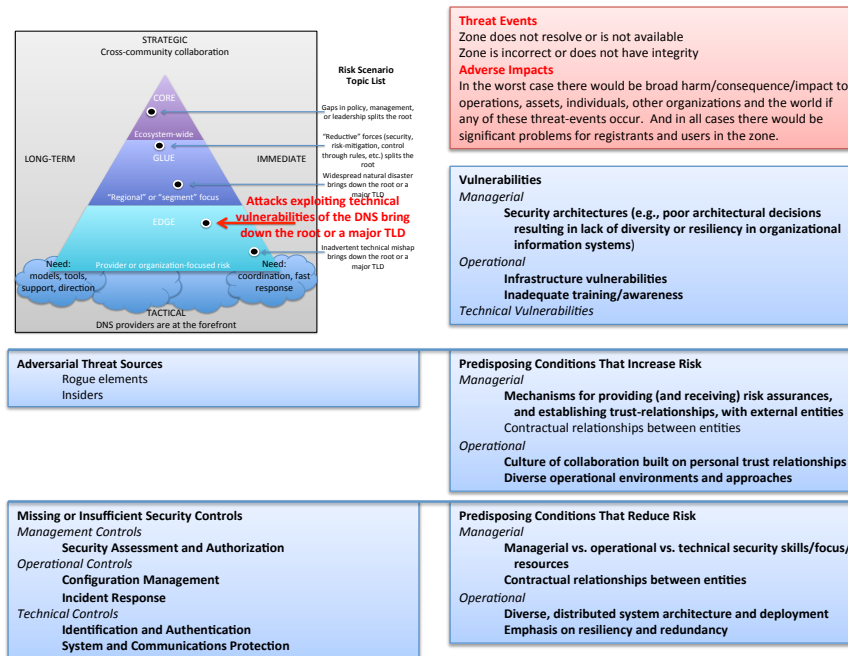 STRATEGIC
Cross-community collaboration
Risk Scenario
Topic List
CORE
Gaps in policy, management,
or leadership splits the root
Ecosystem-wide
"Reductive" forces (security,
risk-mitigation, control
through rules, etc.) splits the
root
LONG-TERM
GLUE
IMMEDIATE
Widespread natural disaster
brings down the root or a
major TLD
"Regional" or "segment" focus
Attacks exploiting technical
vulnerabilities of the DNS bring
down the root or a major TLD
EDGE
Inadvertent technical mishap
brings down the root or a
major TLD
Need:
models, tools,
support, direction
Provider or organization-focused risk
Need:
coordination, fast
response
TACTICAL
DNS providers are at the forefront
Threat Events
Zone does not resolve or is not available
Zone is incorrect or does not have integrity
Adverse Impacts
In the worst case there would be broad harm/consequence/impact to
operations, assets, individuals, other organizations and the world if
any of these threat-events occur. And in all cases there would be
significant problems for registrants and users in the zone.
Vulnerabilities
Managerial
Security architectures (e.g., poor architectural decisions
resulting in lack of diversity or resiliency in organizational
information systems)
Operational
Infrastructure vulnerabilities
Inadequate training/awareness
Technical Vulnerabilities
Adversarial Threat Sources
Rogue elements
Insiders
Predisposing Conditions That Increase Risk
Managerial
Mechanisms for providing (and receiving) risk assurances,
and establishing trust-relationships, with external entities
Contractual relationships between entities
Operational
Culture of collaboration built on personal trust relationships
Diverse operational environments and approaches
Missing or Insufficient Security Controls
Management Controls
Security Assessment and Authorization
Operational Controls
Configuration Management
Incident Response
Technical Controls
Identification and Authentication
System and Communications Protection
Predisposing Conditions That Reduce Risk
Managerial
Managerial vs. operational vs. technical security skills/focus/
resources
Contractual relationships between entities
Operational
Diverse, distributed system architecture and deployment
Emphasis on resiliency and redundancy